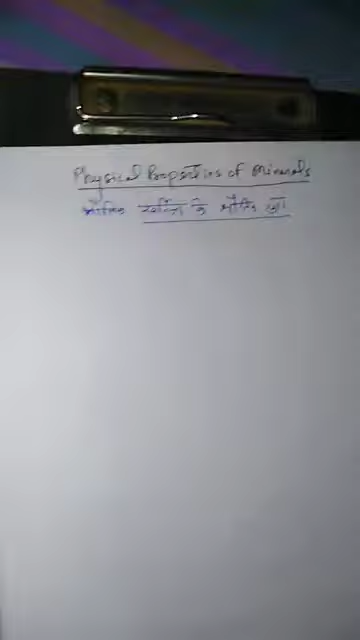 Physical Properties of Minerals
भौतिक खनिज के भौतिक गुण